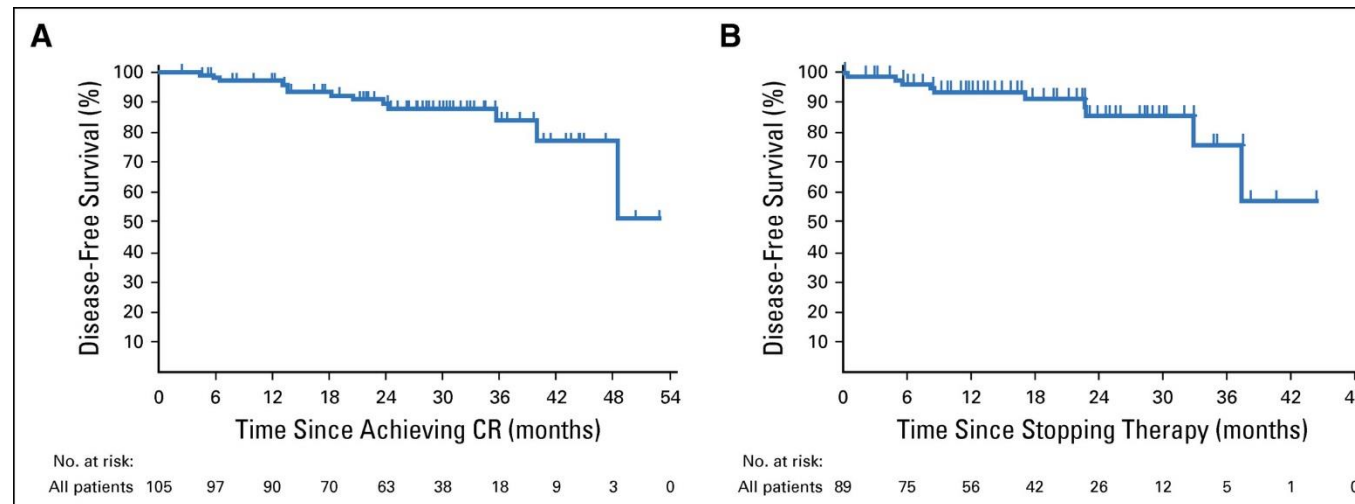 A
Disease-Free Survival (%)
100
90
80
70
60
50
40
30
20
10
0 6 12 18 24 30 36 42 48 54
Time Since Achieving CR (months)
No. at risk:
All patients 105 97 90 70 63 38 18 9 3 0
B
Disease-Free Survival (%)
100
90
80
70
60
50
40
30
20
10
0 6 12 18 24 30 36 42 4
Time Since Stopping Therapy (months)
No. at risk:
All patients 89 75 56 42 26 12 5 1 0